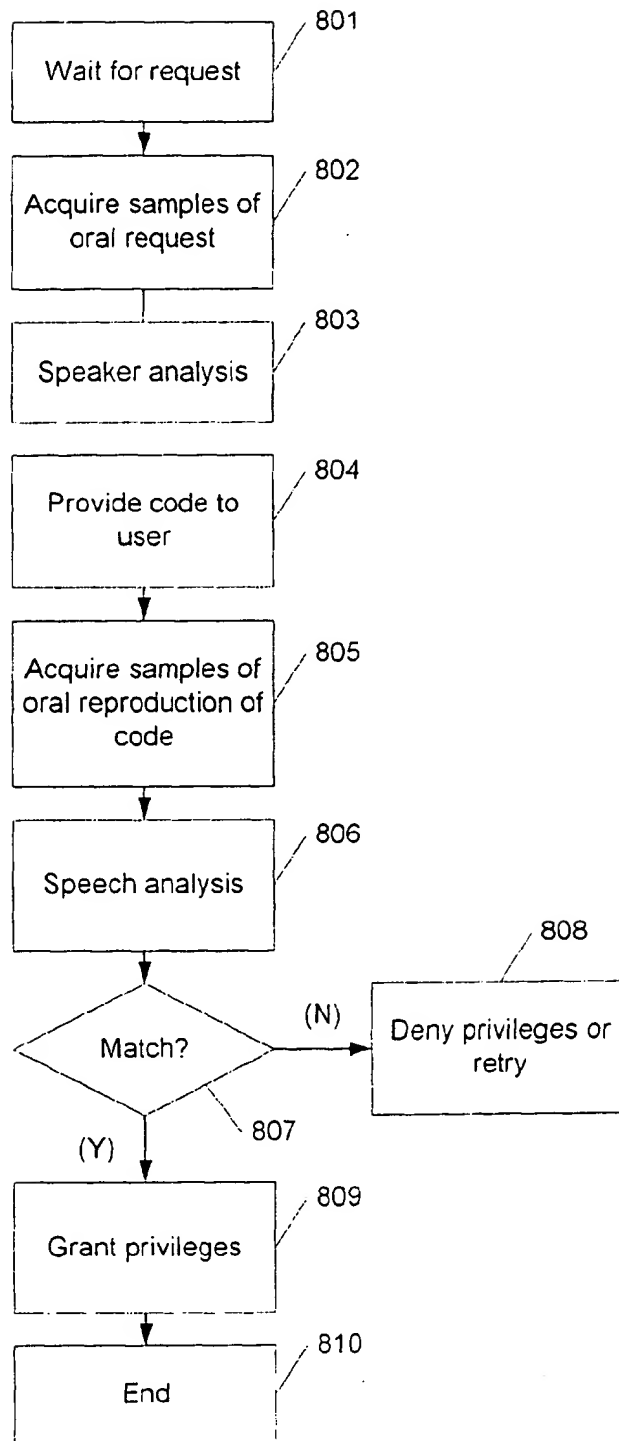 801
Wait for request
802
Acquire samples of
oral request
803
Speaker analysis
804
Provide code to
user
805
Acquire samples of
oral reproduction of
code
806
Speech analysis
808
(N)
Deny privileges or
retry
Match?
807
(Y)
809
Grant privileges
810
End